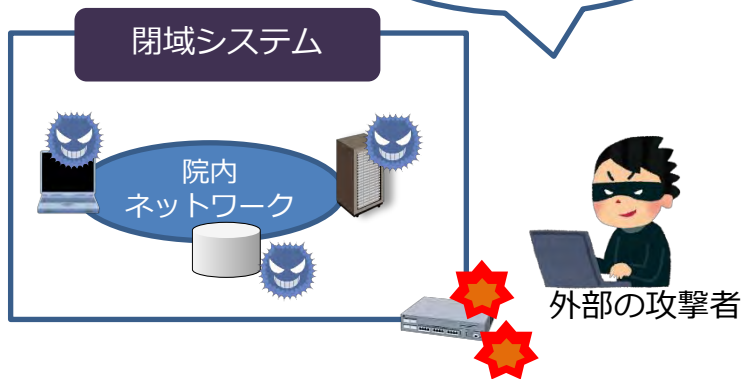 閉域システム
院内
ネットワーク
外部の攻撃者